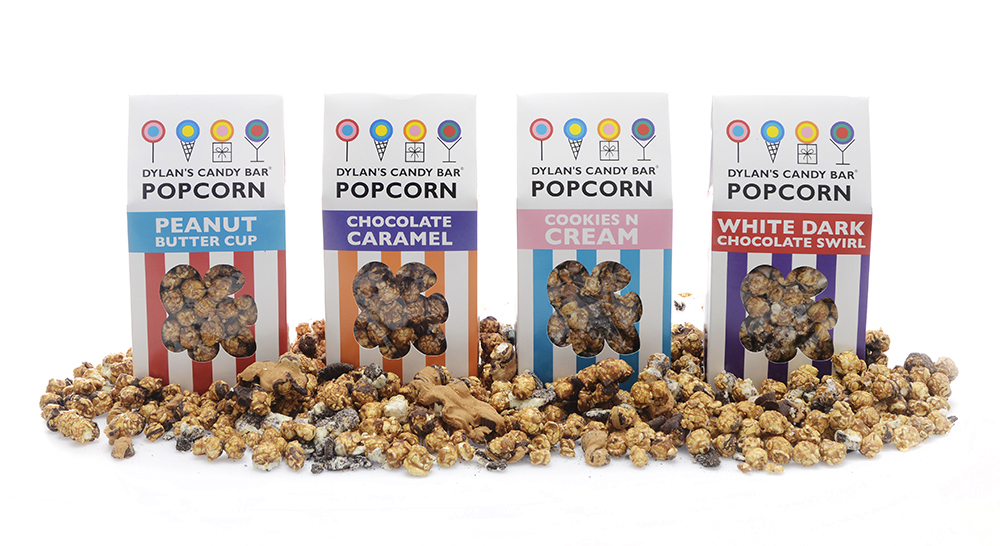 DYLAN'S CANDY BAR®
POPCORN
PEANUT
BUTTER CUP
DYLAN'S CANDY BAR®
POPCORN
CHOCOLATE
CARAMEL
DYLAN'S CANDY BAR®
POPCORN
COOKIES N
CREAM
DYLAN'S CANDY BAR®
POPCORN
WHITE DARK
CHOCOLATE SWIRL